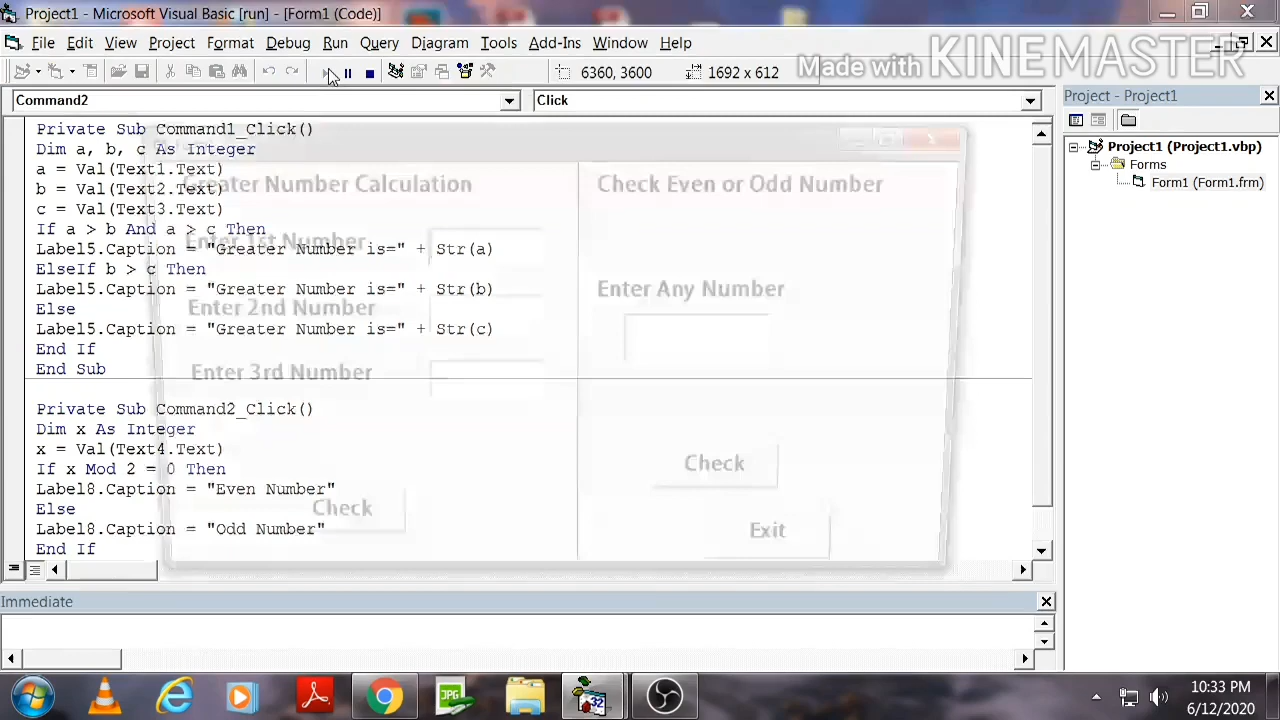 Project1 - Microsoft Visual Basic [run] - [Form1 (Code)]
File Edit View Project Format Debug Run Query Diagram Tools Add-Ins Window Help
6360, 3600 1692 x 612
Made with KINEMASTER
Command2 Click
Project - Project1
Private Sub Command1_Click()
Dim a, b, c As Integer
a = Val(Text1.Text)
b = Val(Text2.Text)
c = Val(Text3.Text)
If a > b And a > c Then
Label5.Caption = "Greater Number is=" + Str(a)
ElseIf b > c Then
Label5.Caption = "Greater Number is=" + Str(b)
Else
Label5.Caption = "Greater Number is=" + Str(c)
End If
End Sub
Private Sub Command2_Click()
Dim x As Integer
x = Val(Text4.Text)
If x Mod 2 = 0 Then
Label8.Caption = "Even Number"
Else
Label8.Caption = "Odd Number"
End If
Greater Number Calculation
Enter 1st Number
Enter 2nd Number
Enter 3rd Number
Check
Check Even or Odd Number
Enter Any Number
Check
Exit
Project1 (Project1.vbp)
Forms
Form1 (Form1.frm)
Immediate
JPG
32
10:33 PM
6/12/2020